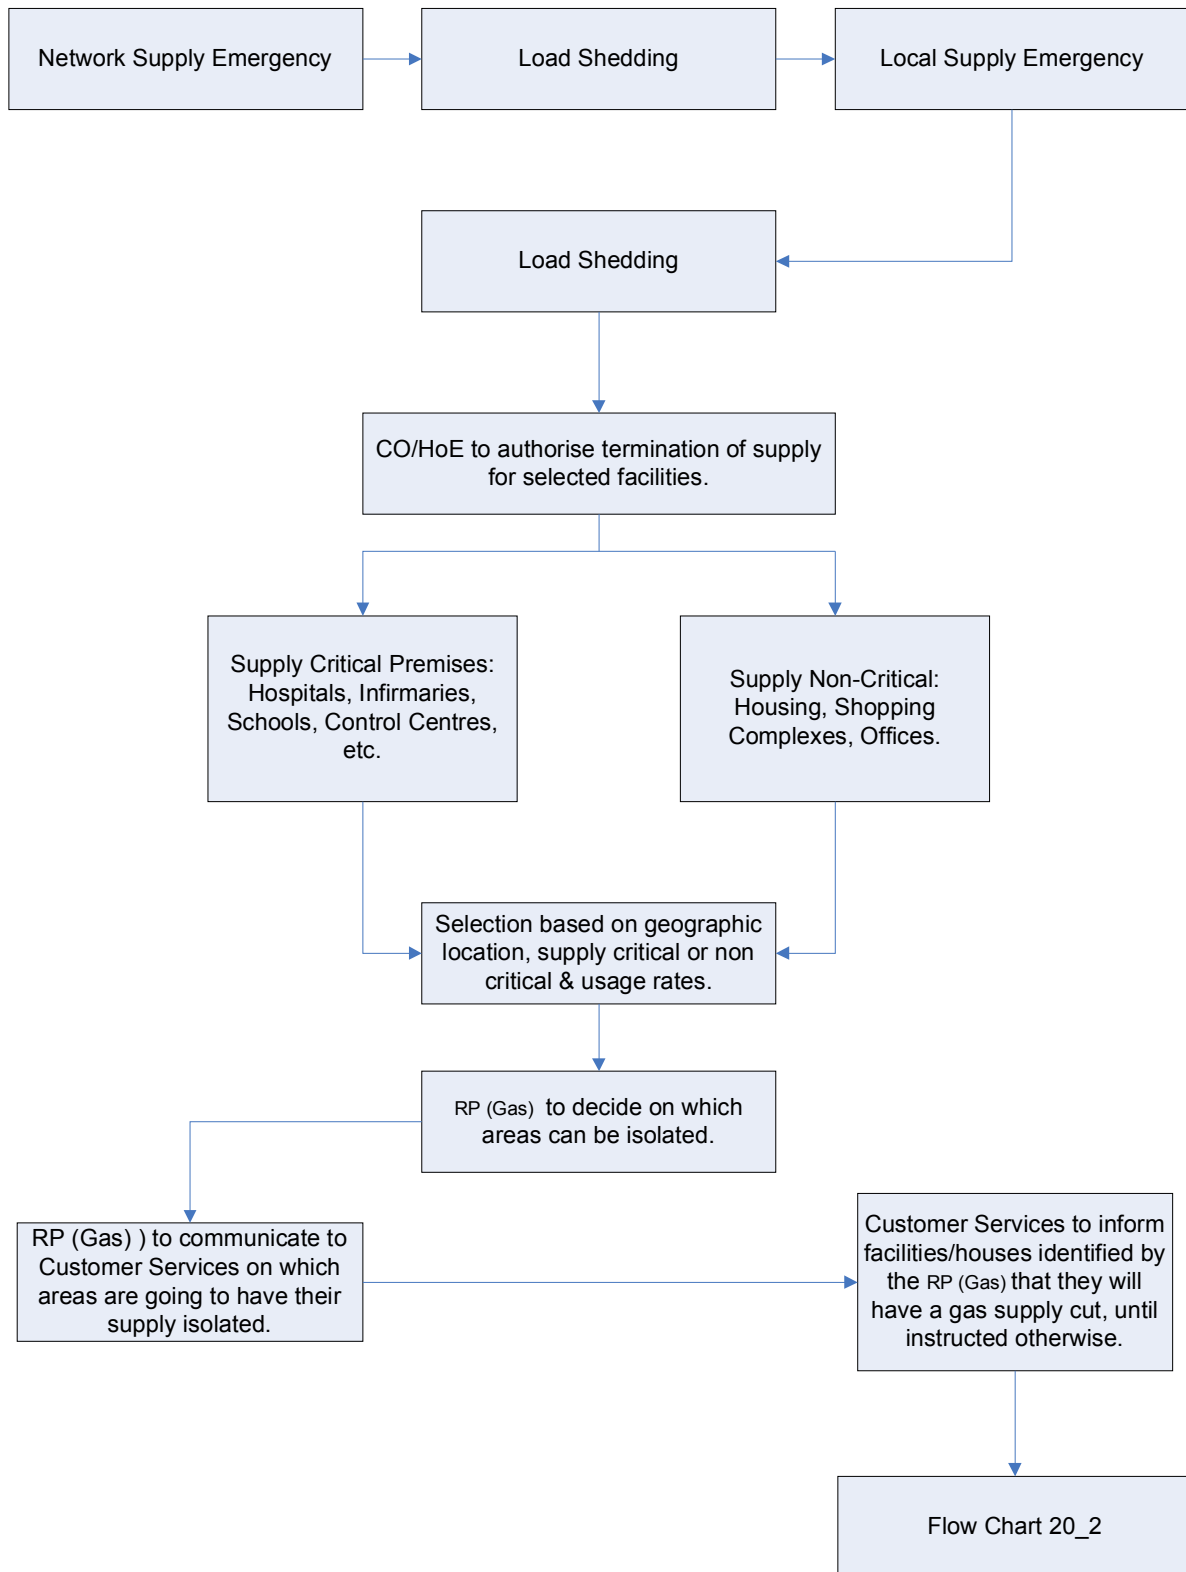 Network Supply Emergency
Load Shedding
Local Supply Emergency
Load Shedding
CO/HoE to authorise termination of supply
for selected facilities.
Supply Critical Premises:
Hospitals, Infirmaries,
Schools, Control Centres,
etc.
Supply Non-Critical:
Housing, Shopping
Complexes, Offices.
Selection based on geographic
location, supply critical or non
critical & usage rates.
RP (Gas) to decide on which
areas can be isolated.
RP (Gas) ) to communicate to
Customer Services on which
areas are going to have their
supply isolated.
Customer Services to inform
facilities/houses identified by
the RP (Gas) that they will
have a gas supply cut, until
instructed otherwise.
Flow Chart 20_2